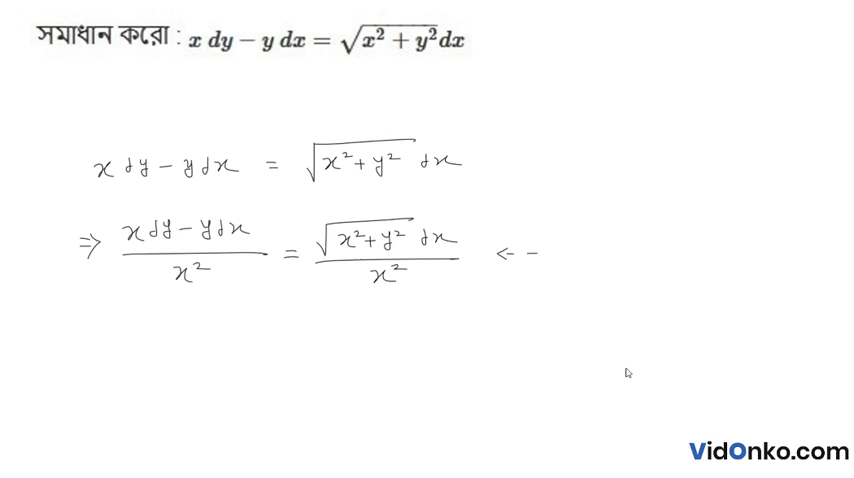 সমাধান করো : x dy − y dx = √(x² + y²) dx
x dy − y dx = √(x² + y²) dx
⇒ (x dy − y dx)/x² = (√(x² + y²) dx)/x² <- -
VidOnko.com